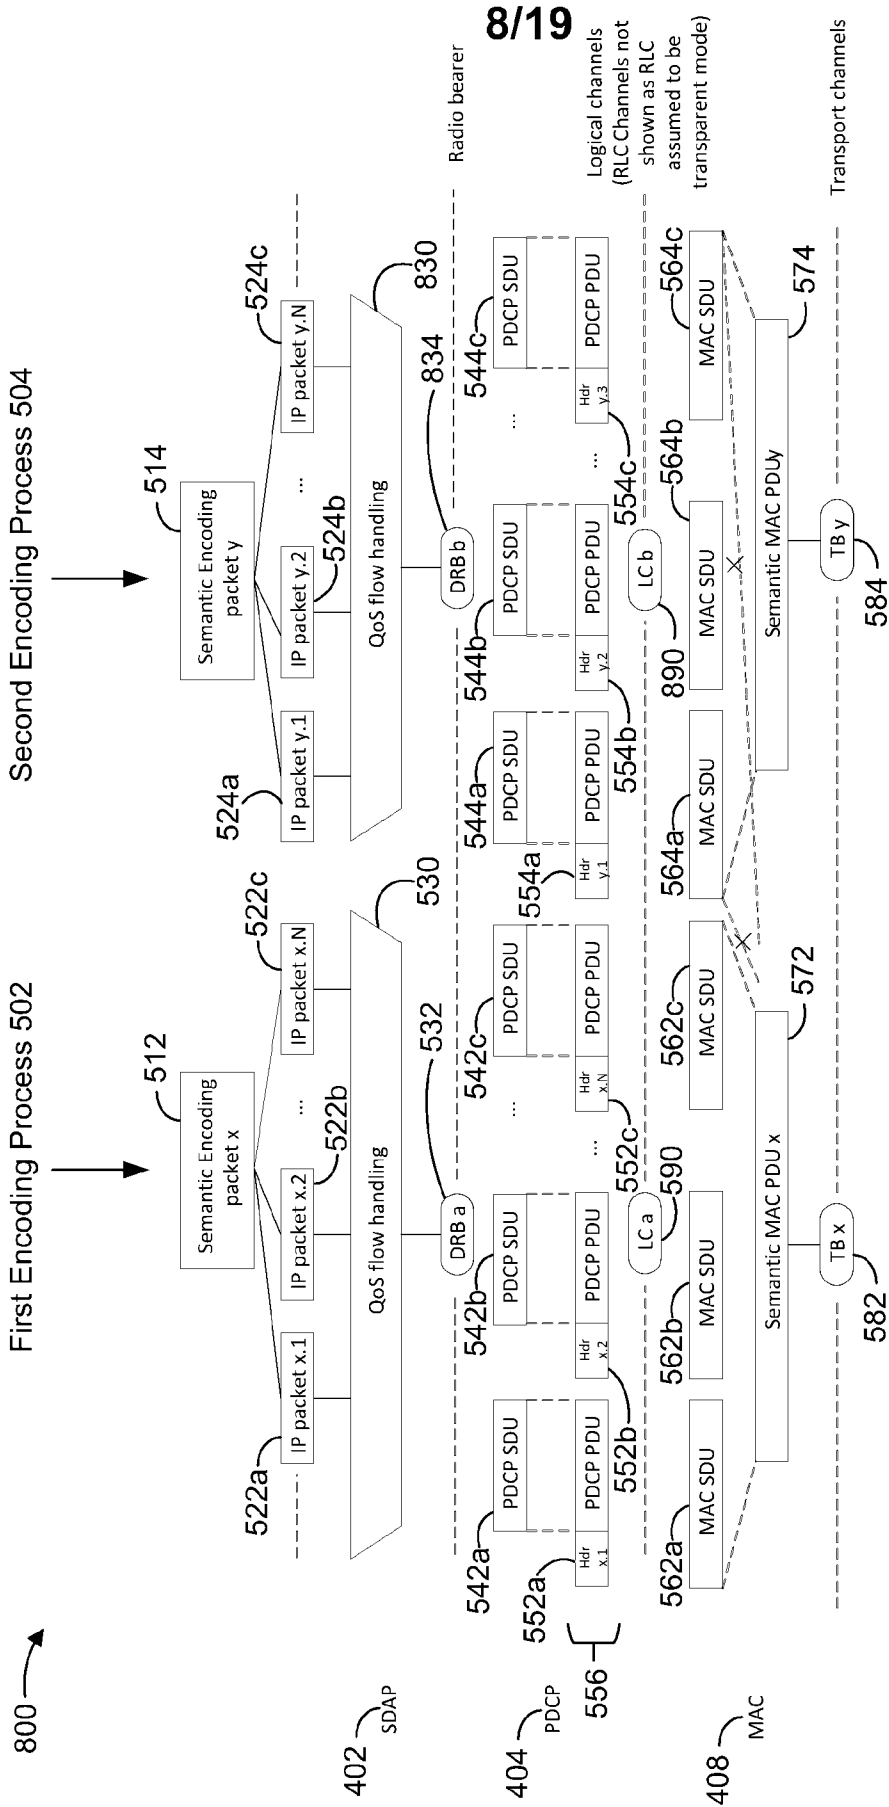 8/19
800
First Encoding Process 502
Second Encoding Process 504
512
514
Semantic Encoding
packet x
Semantic Encoding
packet y
522a
522b
522c
524a
524b
524c
IP packet x.1
IP packet x.2
...
IP packet x.N
IP packet y.1
IP packet y.2
...
IP packet y.N
402
SDAP
QoS flow handling
530
QoS flow handling
830
532
834
DRB a
DRB b
Radio bearer
404
PDCP
542a
542b
542c
544a
544b
544c
PDCP SDU
PDCP SDU
...
PDCP SDU
PDCP SDU
PDCP SDU
...
PDCP SDU
552a
554a
556
Hdr
x.1
PDCP PDU
Hdr
x.2
PDCP PDU
...
Hdr
x.N
PDCP PDU
Hdr
y.1
PDCP PDU
Hdr
y.2
PDCP PDU
...
Hdr
y.3
PDCP PDU
552b
552c
554b
554c
LC a
590
LC b
890
Logical channels
(RLC Channels not
shown as RLC
assumed to be
transparent mode)
408
MAC
562a
562b
562c
564a
564b
564c
MAC SDU
MAC SDU
MAC SDU
MAC SDU
MAC SDU
MAC SDU
Semantic MAC PDU x
572
Semantic MAC PDUy
574
TB x
TB y
Transport channels
582
584